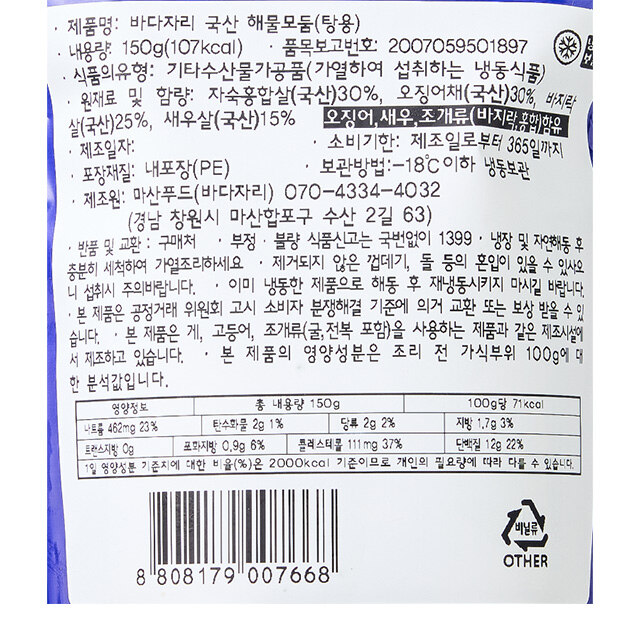 · 제품명: 바다자리 국산 해물모둠(탕용)
· 내용량 150g(107kcal) · 품목보고번호: 2007059501897
· 식품의유형: 기타수산물가공품(가열하여 섭취하는 냉동식품)
· 원재료 및 함량: 자숙홍합살(국산)30%, 오징어채(국산)30%, 바지락
살(국산)25%, 새우살(국산)15% 오징어,새우,조개류(바지락,홍합)함유
· 제조일자: · 소비기한: 제조일로부터 365일까지
· 포장재질: 내포장(PE) · 보관방법:-18℃이하 냉동보관
· 제조원: 마산푸드(바다자리) 070-4334-4032
(경남 창원시 마산합포구 수산 2길 63)
· 반품 및 교환 : 구매처 · 부정 · 불량 식품신고는 국번없이 1399 · 냉장 및 자연해동 후
충분히 세척하여 가열조리하세요 · 제거되지 않은 껍데기, 돌 등의 혼입이 있을 수 있사오
니 섭취시 주의바랍니다. · 이미 냉동한 제품으로 해동 후 재냉동시키지 마시길 바랍니다.
· 본 제품은 공정거래 위원회 고시 소비자 분쟁해결 기준에 의거 교환 또는 보상 받을 수 있
습니다. · 본 제품은 게, 고등어, 조개류(굴,전복 포함)을 사용하는 제품과 같은 제조시설에
서 제조하고 있습니다. · 본 제품의 영양성분은 조리 전 가식부위 100g에 대
한 분석값입니다.
영양정보 총 내용량 150g 100g당 71kcal
나트륨 462mg 23% 탄수화물 2g 1% 당류 2g 2% 지방 1.7g 3%
트랜스지방 0g 포화지방 0.9g 6% 콜레스테롤 111mg 37% 단백질 12g 22%
1일 영양성분 기준치에 대한 비율(%)은 2000kcal 기준이므로 개인의 필요량에 따라 다를 수 있습니다.
8 808179 007668
비닐류
OTHER